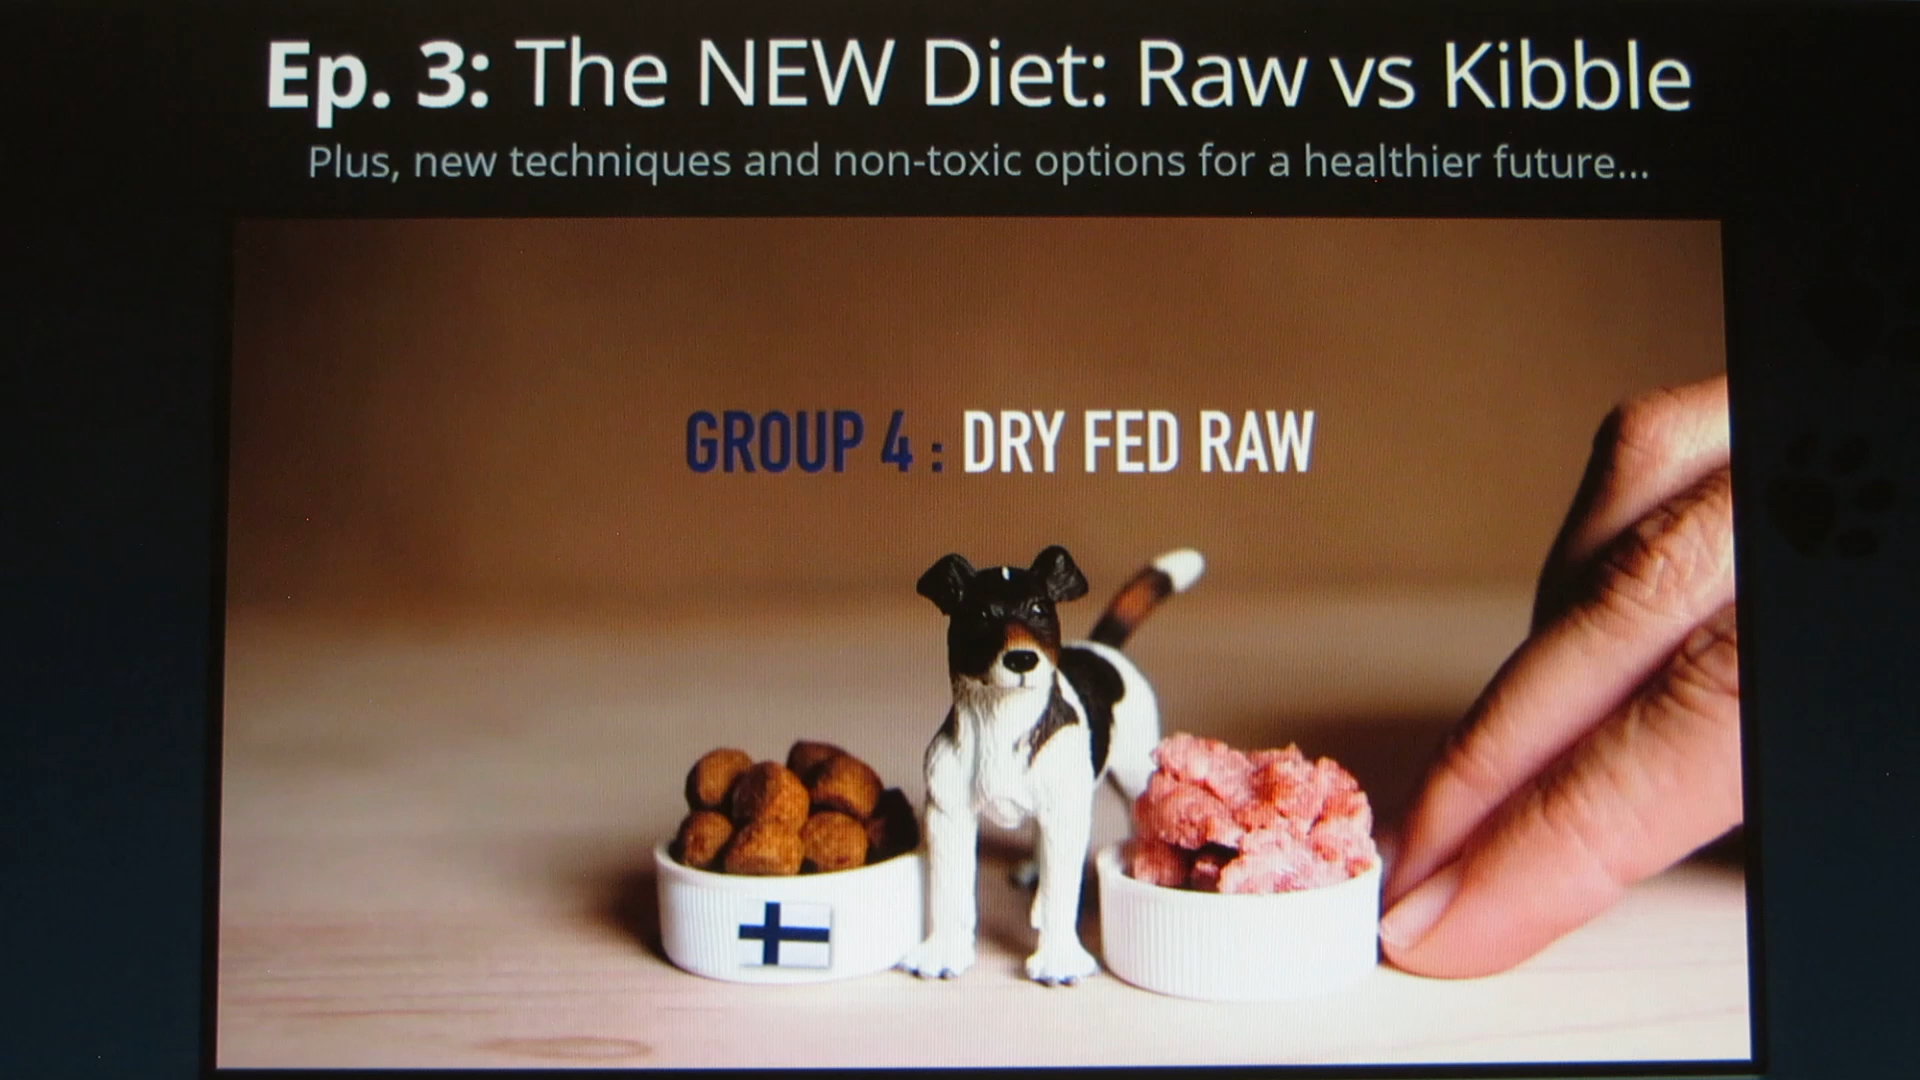 Ep. 3: The NEW Diet: Raw vs Kibble
Plus, new techniques and non-toxic options for a healthier future...
GROUP 4 : DRY FED RAW